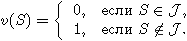 v(S) = { 0, если S ∈ 𝒥,
1, если S ∉ 𝒥.